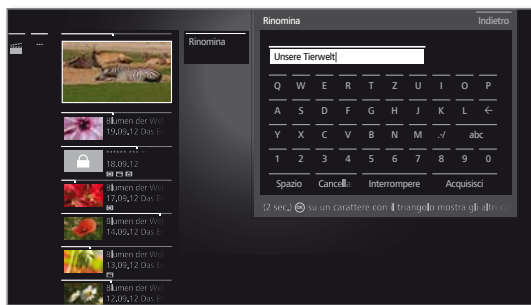 Rinomina
Rinomina Indietro
Unsere Tierwelt
Q W E R T Z U I O P
A S D F G H J K L ←
Y X C V B N M ./ abc
1 2 3 4 5 6 7 8 9 0
Spazio Cancella Interrompere Acquisisci
(2 sec.) OK su un carattere con il triangolo mostra gli altri ca
...
Blumen der Wel
19.09.12 Das E
****** *** **
18.09.12
Blumen der Wel
17.09.12 Das E
Blumen der Wel
14.09.12 Das E
Blumen der Wel
13.09.12 Das E
Blumen der Wel
12.09.12 Das E